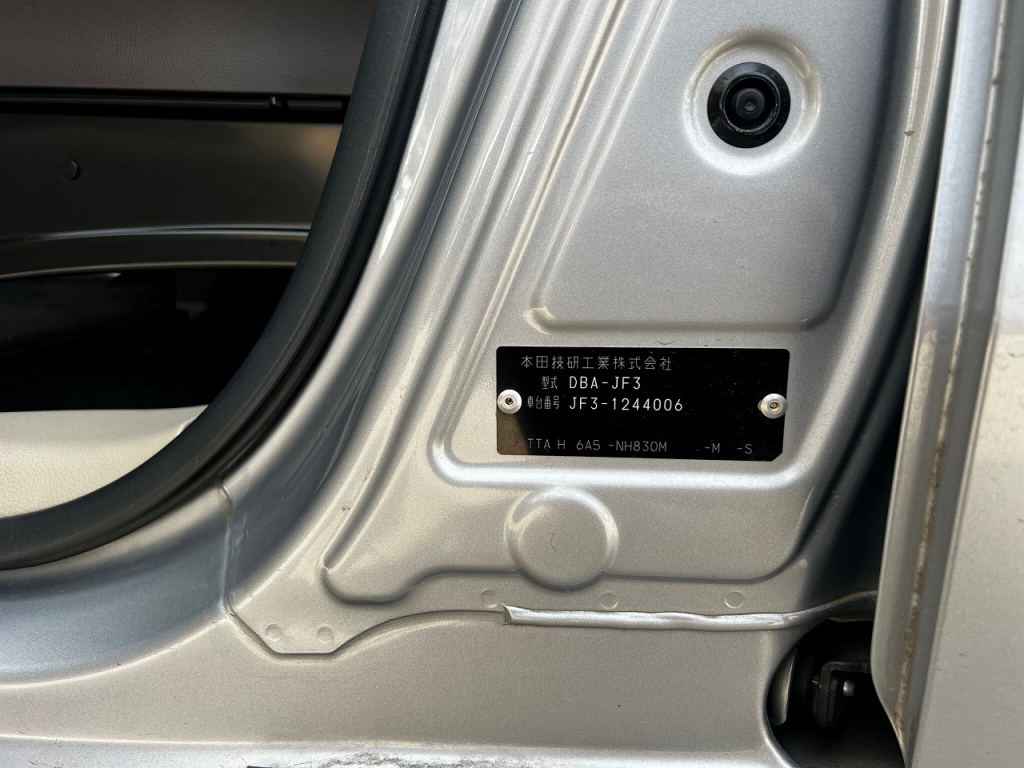 本田技研工業株式会社
型式 DBA-JF3
車台番号 JF3-1244006
TTA H 6A5 -NH830M -M -S